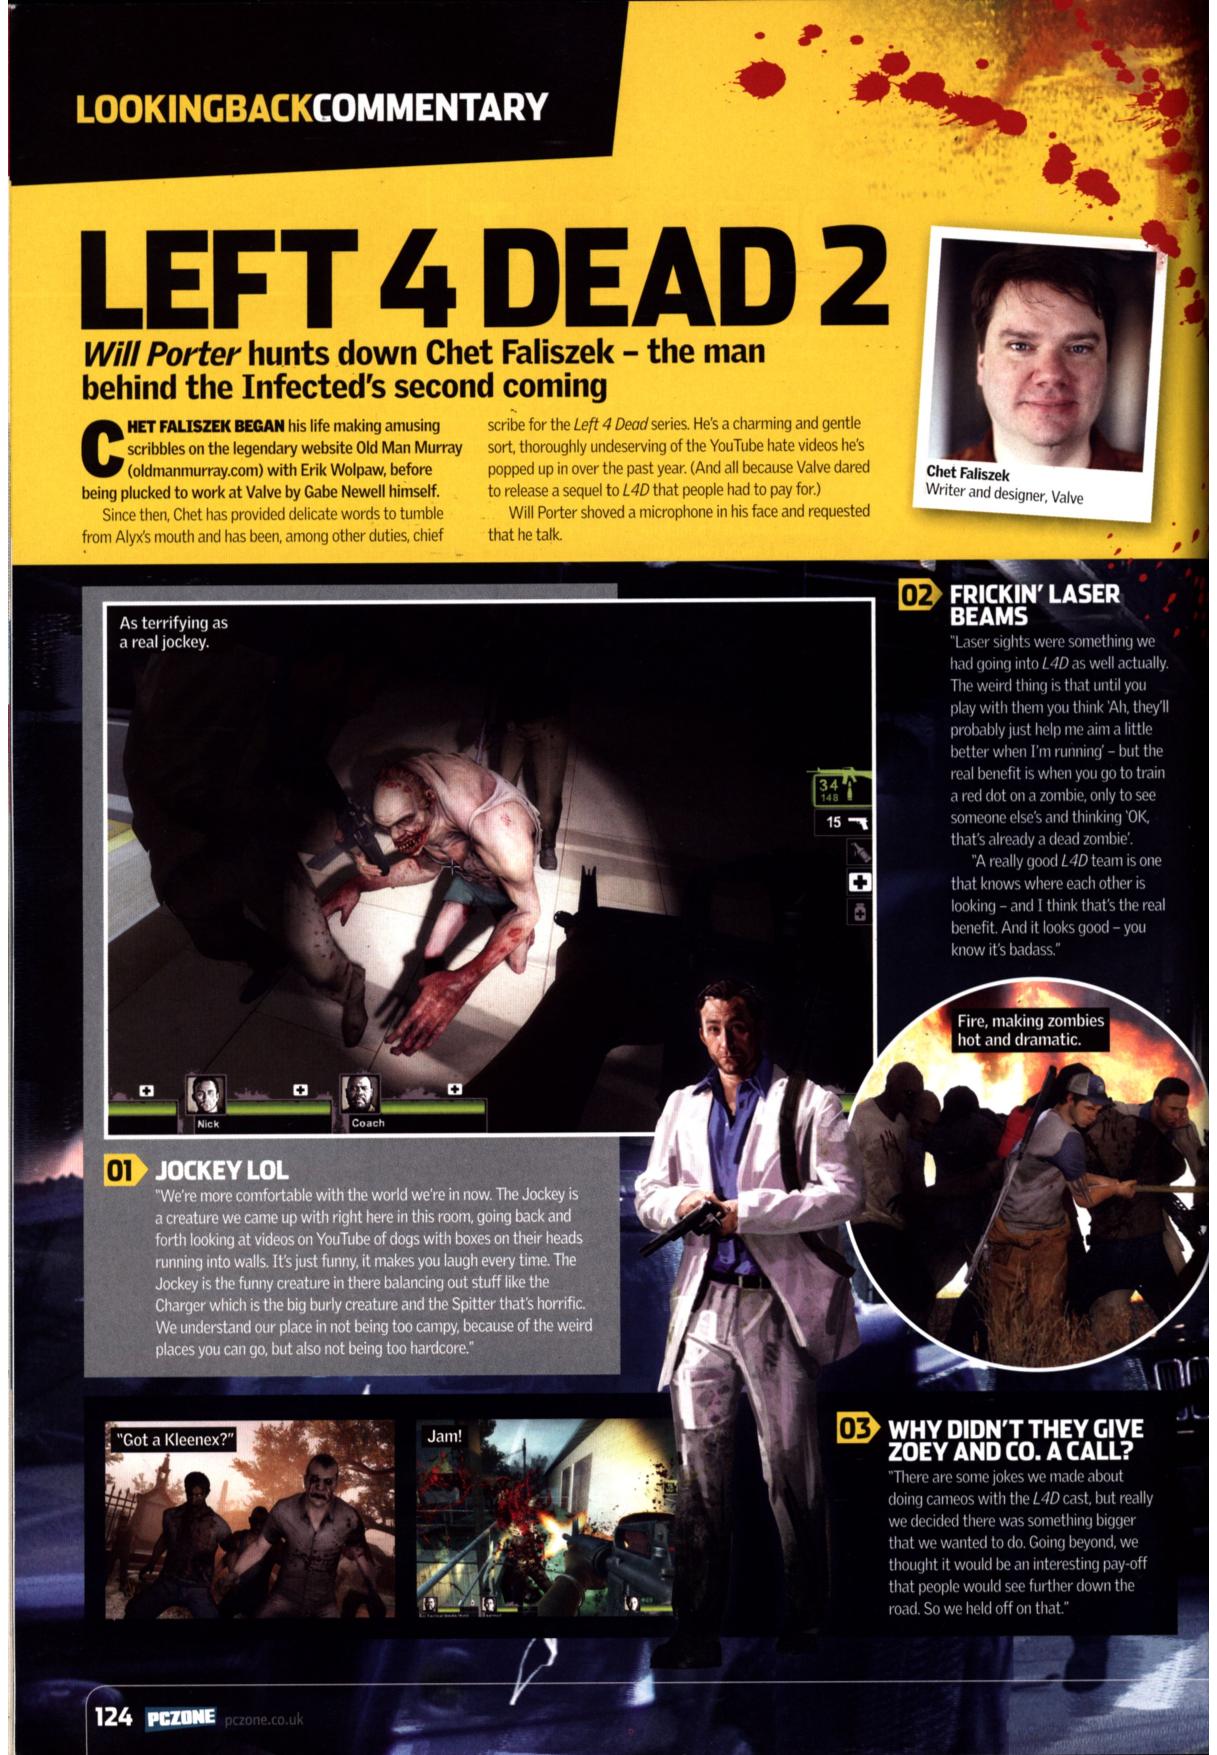 LOOKINGBACKCOMMENTARY
LEFT 4 DEAD 2
Will Porter hunts down Chet Faliszek – the man
behind the Infected's second coming
CHET FALISZEK BEGAN his life making amusing
scribbles on the legendary website Old Man Murray
(oldmanmurray.com) with Erik Wolpaw, before
being plucked to work at Valve by Gabe Newell himself.
Since then, Chet has provided delicate words to tumble
from Alyx's mouth and has been, among other duties, chief
scribe for the Left 4 Dead series. He's a charming and gentle
sort, thoroughly undeserving of the YouTube hate videos he's
popped up in over the past year. (And all because Valve dared
to release a sequel to L4D that people had to pay for.)
Will Porter shoved a microphone in his face and requested
that he talk.
Chet Faliszek
Writer and designer, Valve
As terrifying as
a real jockey.
34
148
15
Nick
Coach
01 JOCKEY LOL
"We're more comfortable with the world we're in now. The Jockey is
a creature we came up with right here in this room, going back and
forth looking at videos on YouTube of dogs with boxes on their heads
running into walls. It's just funny, it makes you laugh every time. The
Jockey is the funny creature in there balancing out stuff like the
Charger which is the big burly creature and the Spitter that's horrific.
We understand our place in not being too campy, because of the weird
places you can go, but also not being too hardcore."
02 FRICKIN' LASER
BEAMS
"Laser sights were something we
had going into L4D as well actually.
The weird thing is that until you
play with them you think 'Ah, they'll
probably just help me aim a little
better when I'm running' – but the
real benefit is when you go to train
a red dot on a zombie, only to see
someone else's and thinking 'OK,
that's already a dead zombie'.
"A really good L4D team is one
that knows where each other is
looking – and I think that's the real
benefit. And it looks good – you
know it's badass."
Fire, making zombies
hot and dramatic.
"Got a Kleenex?"
Jam!
03 WHY DIDN'T THEY GIVE
ZOEY AND CO. A CALL?
"There are some jokes we made about
doing cameos with the L4D cast, but really
we decided there was something bigger
that we wanted to do. Going beyond, we
thought it would be an interesting pay-off
that people would see further down the
road. So we held off on that."
124 PCZONE pczone.co.uk